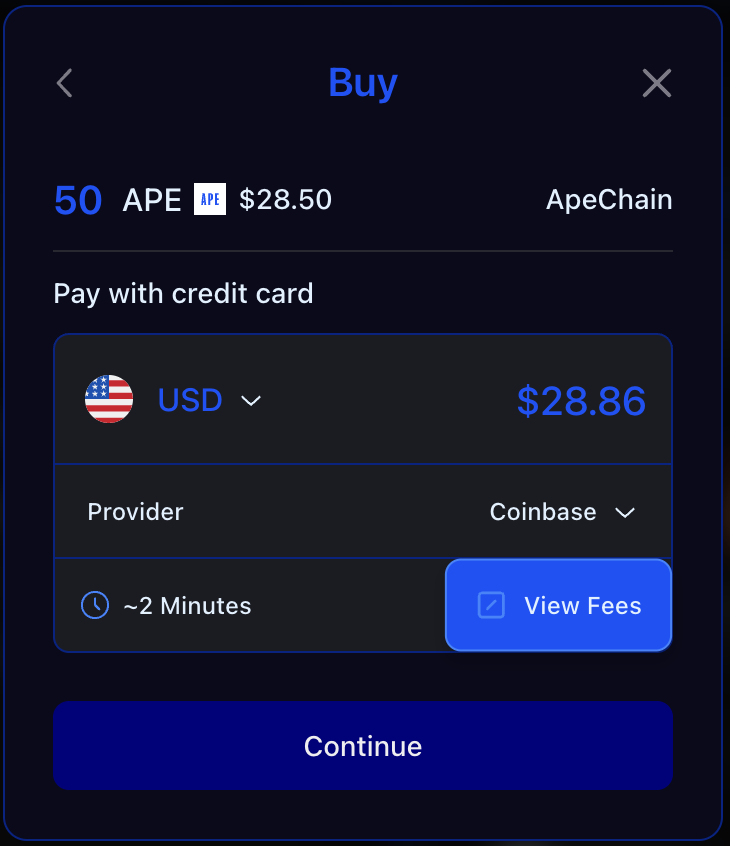 Buy
50 APE APE $28.50 ApeChain
Pay with credit card
USD $28.86
Provider Coinbase
~2 Minutes View Fees
Continue